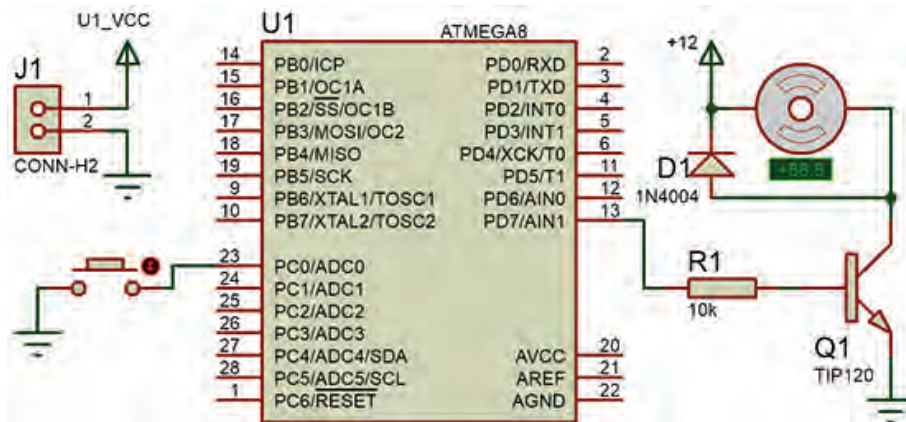 U1_VCC
J1
1
2
CONN-H2
U1
ATMEGA8
14 PB0/ICP PD0/RXD 2
15 PB1/OC1A PD1/TXD 3
16 PB2/SS/OC1B PD2/INT0 4
17 PB3/MOSI/OC2 PD3/INT1 5
18 PB4/MISO PD4/XCK/T0 6
19 PB5/SCK PD5/T1 11
9 PB6/XTAL1/TOSC1 PD6/AIN0 12
10 PB7/XTAL2/TOSC2 PD7/AIN1 13
23 PC0/ADC0
24 PC1/ADC1
25 PC2/ADC2
26 PC3/ADC3
27 PC4/ADC4/SDA AVCC 20
28 PC5/ADC5/SCL AREF 21
1 PC6/RESET AGND 22
+12
D1
1N4004
+88.8
R1
10k
Q1
TIP120